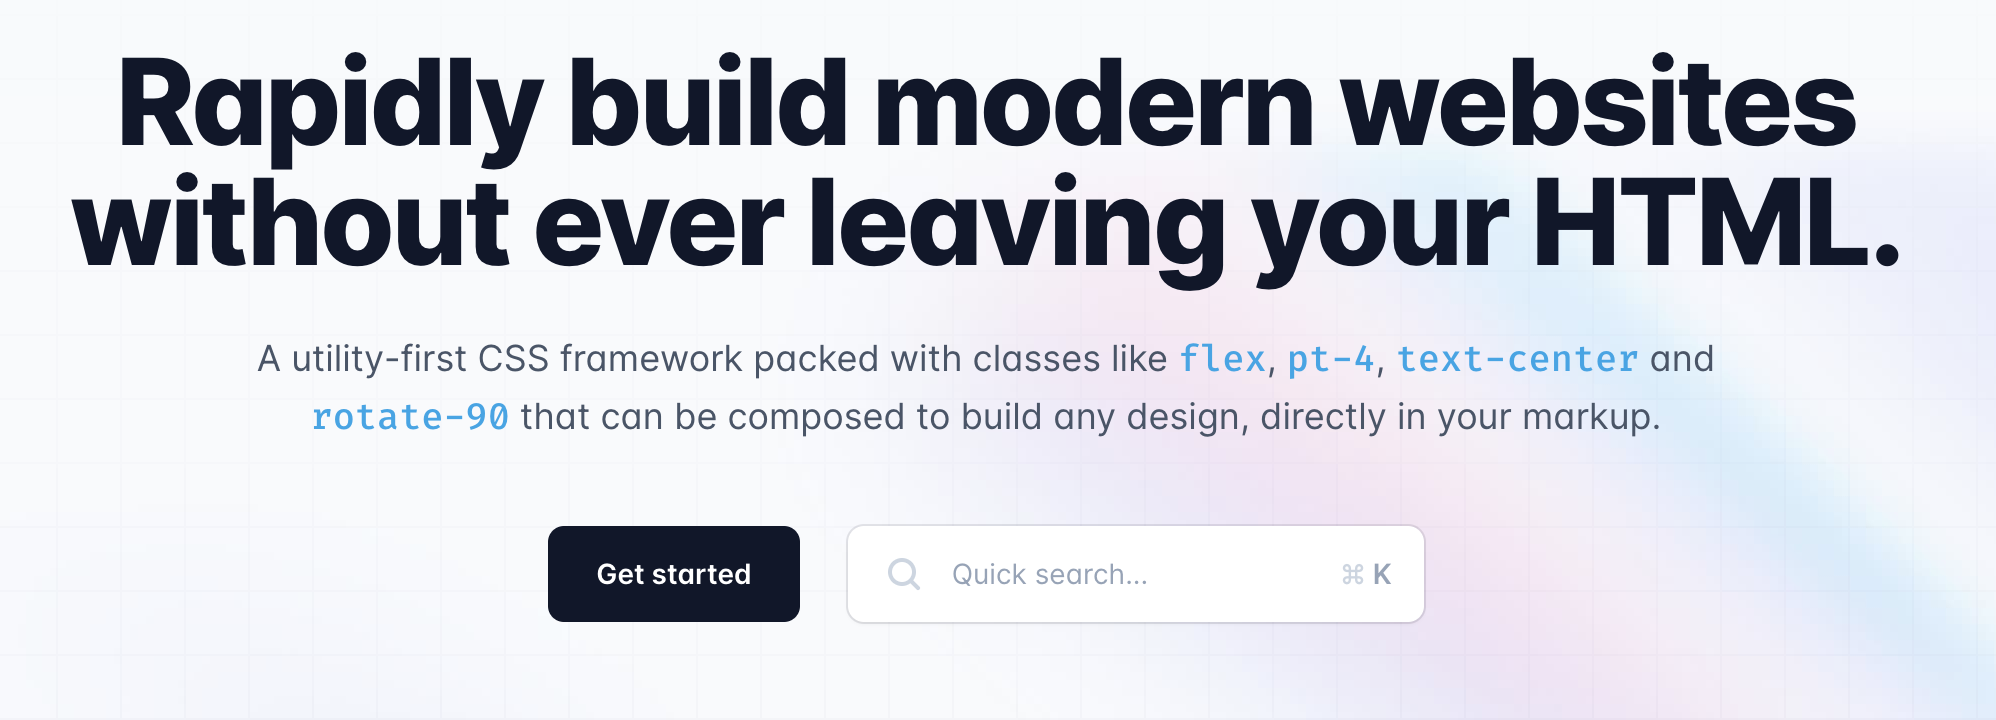 Rapidly build modern websites
without ever leaving your HTML.
A utility-first CSS framework packed with classes like flex, pt-4, text-center and
rotate-90 that can be composed to build any design, directly in your markup.
Get started
Quick search... ⌘ K